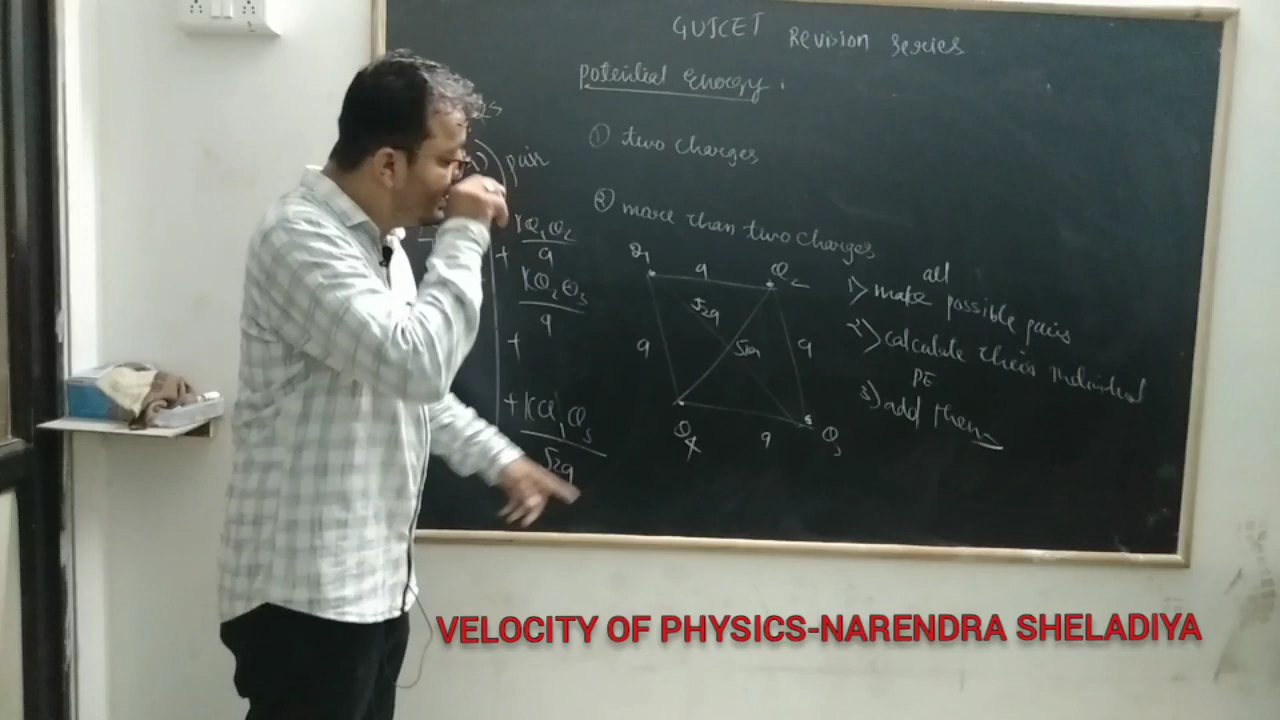 GUJCET Revision Series
potential Energy :
① two charges
② more than two charges
pair
KQ₁Q₂
a
+
KQ₂Q₃
a
+
+ KQ₁Q₃
√2a
Q₁ a Q₂
√2a
a √2a a
Q₄ a Q₃
all
1) make possible pairs
2) calculate their individual
PE
3) add them
VELOCITY OF PHYSICS-NARENDRA SHELADIYA